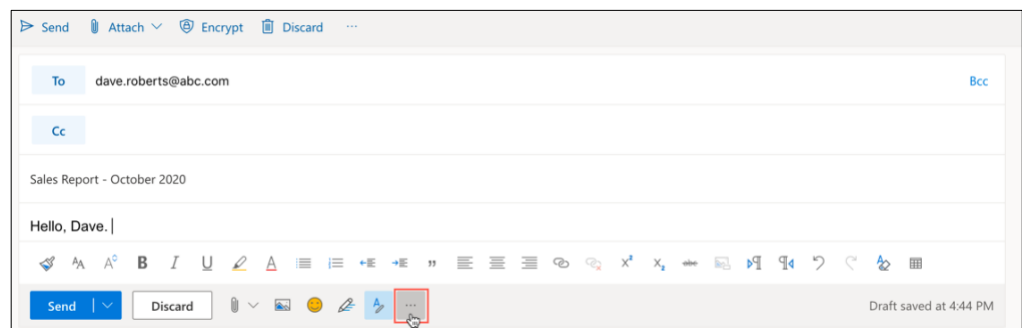 Send Attach Encrypt Discard ...
To dave.roberts@abc.com Bcc
Cc
Sales Report - October 2020
Hello, Dave.
Send Discard ... Draft saved at 4:44 PM